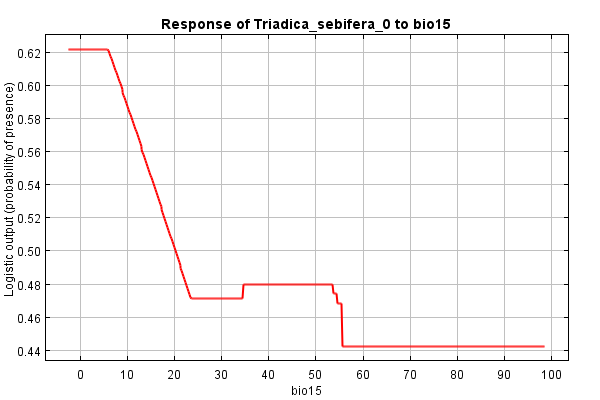 Response of Triadica_sebifera_0 to bio15
Logistic output (probability of presence)
0.62
0.60
0.58
0.56
0.54
0.52
0.50
0.48
0.46
0.44
0 10 20 30 40 50 60 70 80 90 100
bio15